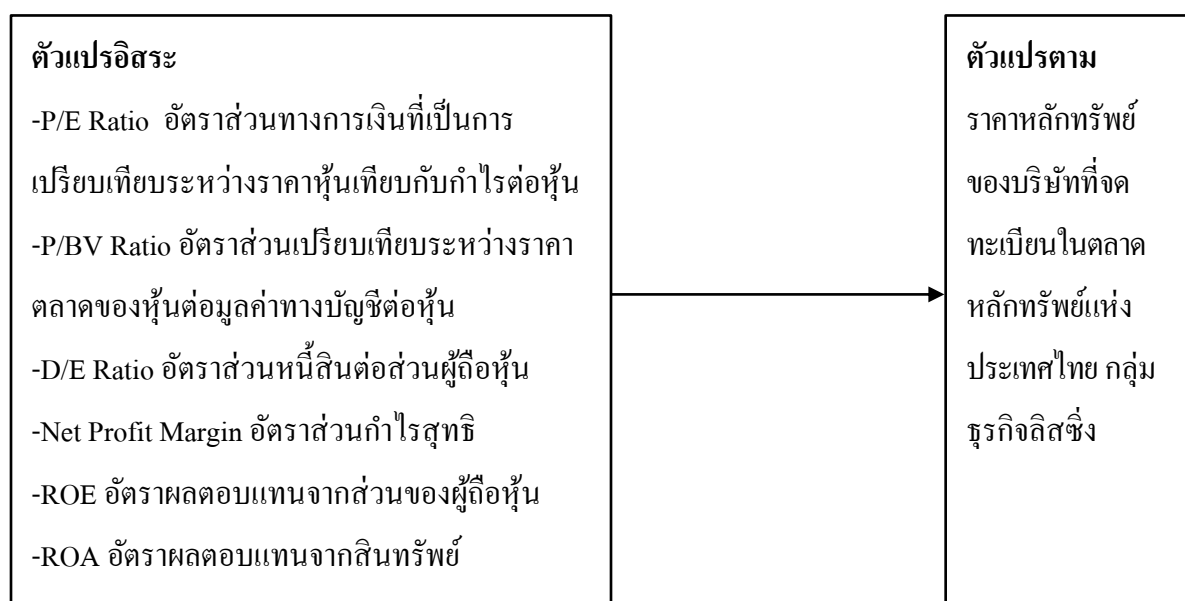 ตัวแปรอิสระ
-P/E Ratio อัตราส่วนทางการเงินที่เป็นการ
เปรียบเทียบระหว่างราคาหุ้นเทียบกับกำไรต่อหุ้น
-P/BV Ratio อัตราส่วนเปรียบเทียบระหว่างราคา
ตลาดของหุ้นต่อมูลค่าทางบัญชีต่อหุ้น
-D/E Ratio อัตราส่วนหนี้สินต่อส่วนผู้ถือหุ้น
-Net Profit Margin อัตราส่วนกำไรสุทธิ
-ROE อัตราผลตอบแทนจากส่วนของผู้ถือหุ้น
-ROA อัตราผลตอบแทนจากสินทรัพย์
ตัวแปรตาม
ราคาหลักทรัพย์
ของบริษัทที่จด
ทะเบียนในตลาด
หลักทรัพย์แห่ง
ประเทศไทย กลุ่ม
ธุรกิจลิสซิ่ง